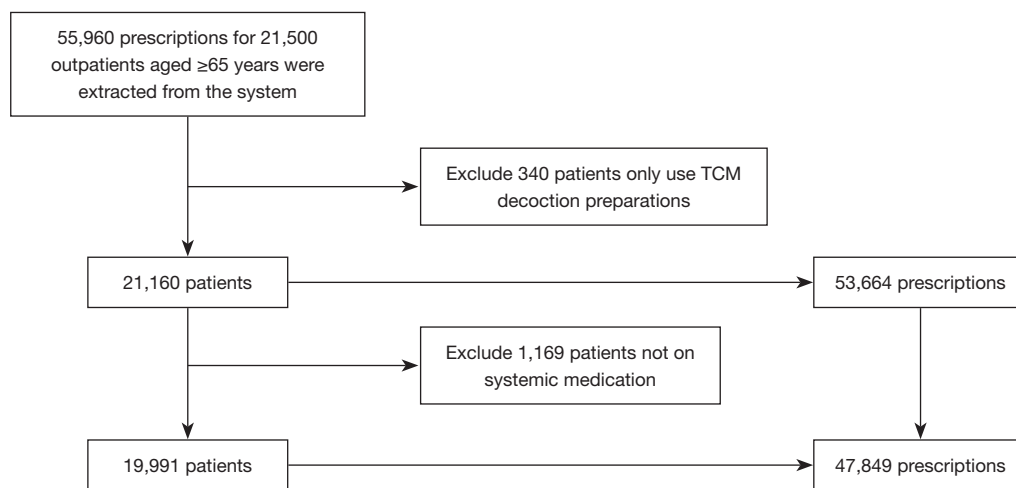 55,960 prescriptions for 21,500
outpatients aged ≥65 years were
extracted from the system
Exclude 340 patients only use TCM
decoction preparations
21,160 patients
53,664 prescriptions
Exclude 1,169 patients not on
systemic medication
19,991 patients
47,849 prescriptions